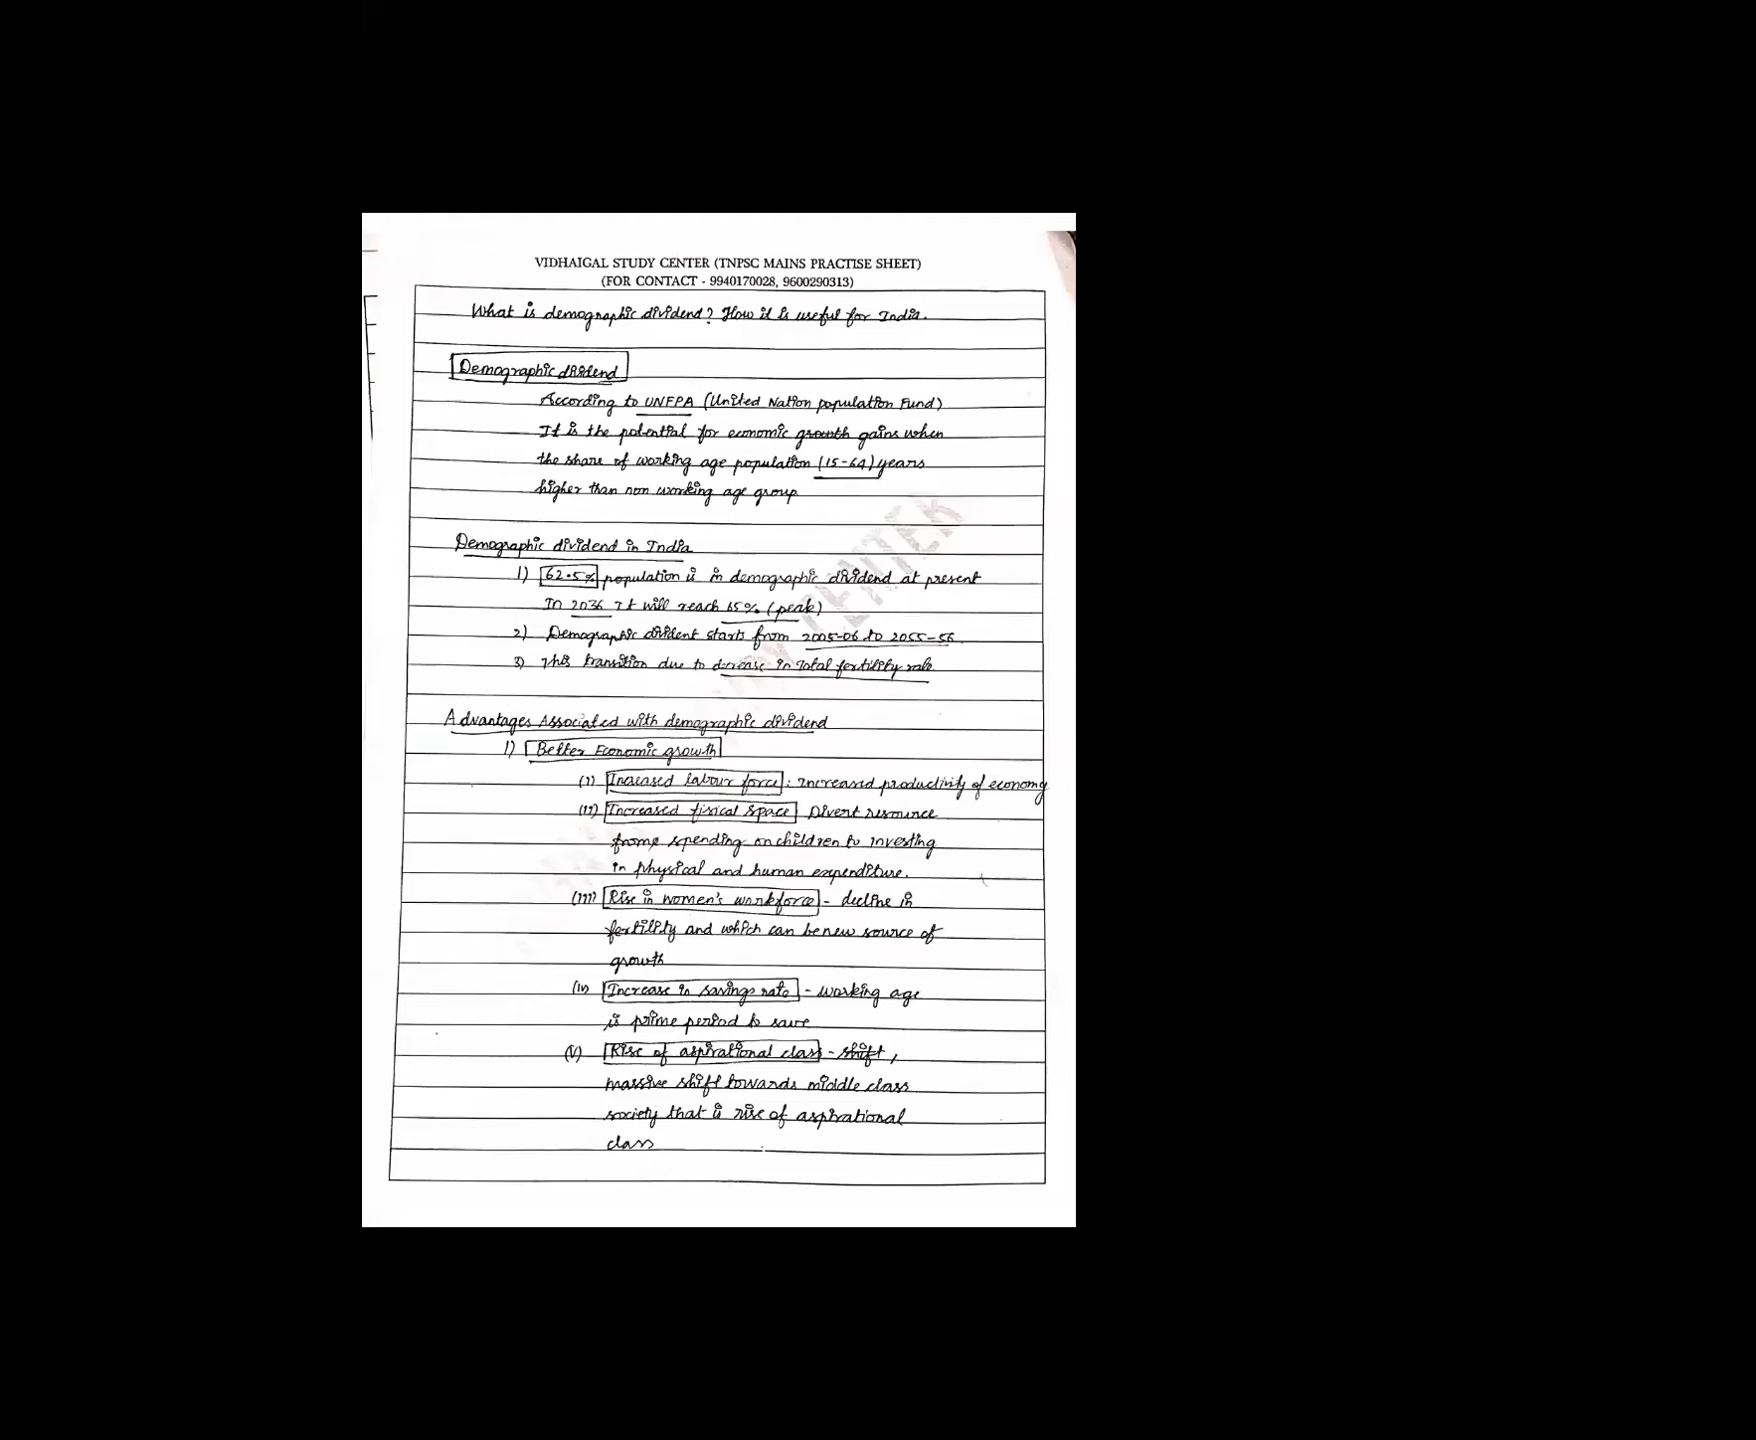 VIDHAIGAL STUDY CENTER (TNPSC MAINS PRACTISE SHEET)
(FOR CONTACT - 9940170028, 9600290313)
What is demographic dividend? How it is useful for India.
Demographic dividend
According to UNFPA (United Nation population Fund)
It is the potential for economic growth gains when
the share of working age population (15-64) years
higher than non working age group
Demographic dividend in India
1) 62.5% population is in demographic dividend at present
In 2036 It will reach 65% (peak)
2) Demographic divident starts from 2005-06 to 2055-56.
3) This transition due to decrease in total fertility rate.
Advantages Associated with demographic dividend
1) Better Economic growth
(i) Increased labour force : increased productivity of economy
(ii) Increased fisical space Divert resource
frome spending on children to investing
in physical and human expenditure.
(iii) Rise in women's workforce - decline in
fertility and which can be new source of
growth
(iv) Increase in savings rate - working age
is prime period to save
(v) Rise of aspirational class - shift,
massive shift towards middle class
society that is rise of aspirational
class
CENTER